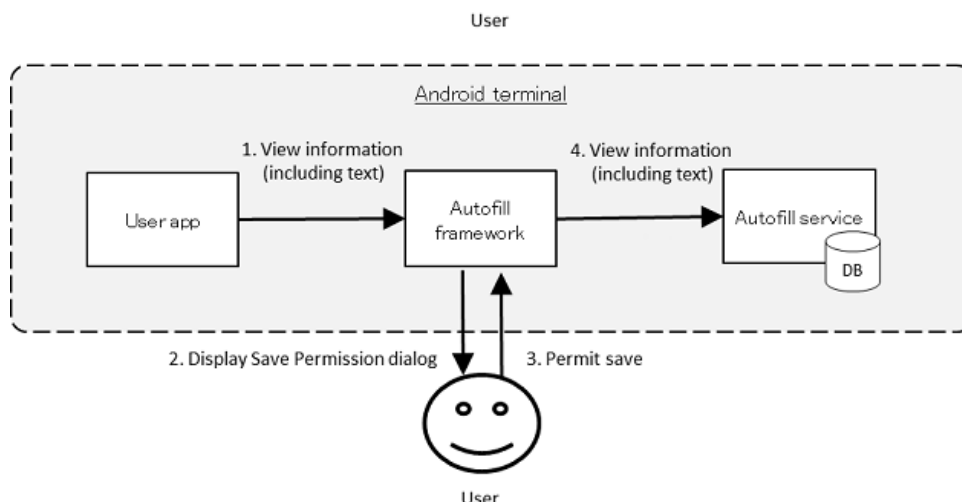 User
Android terminal
1. View information
(including text)
4. View information
(including text)
User app
Autofill
framework
Autofill service
DB
2. Display Save Permission dialog
3. Permit save
User